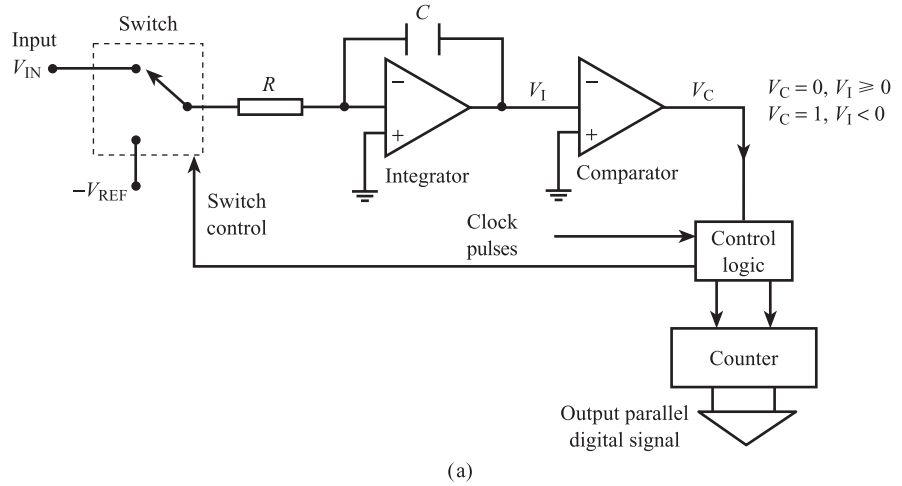 Switch
Input
V_IN
−V_REF
R
C
−
+
Integrator
V_I
−
+
Comparator
V_C
V_C = 0, V_I ⩾ 0
V_C = 1, V_I < 0
Switch
control
Clock
pulses
Control
logic
Counter
Output parallel
digital signal
(a)